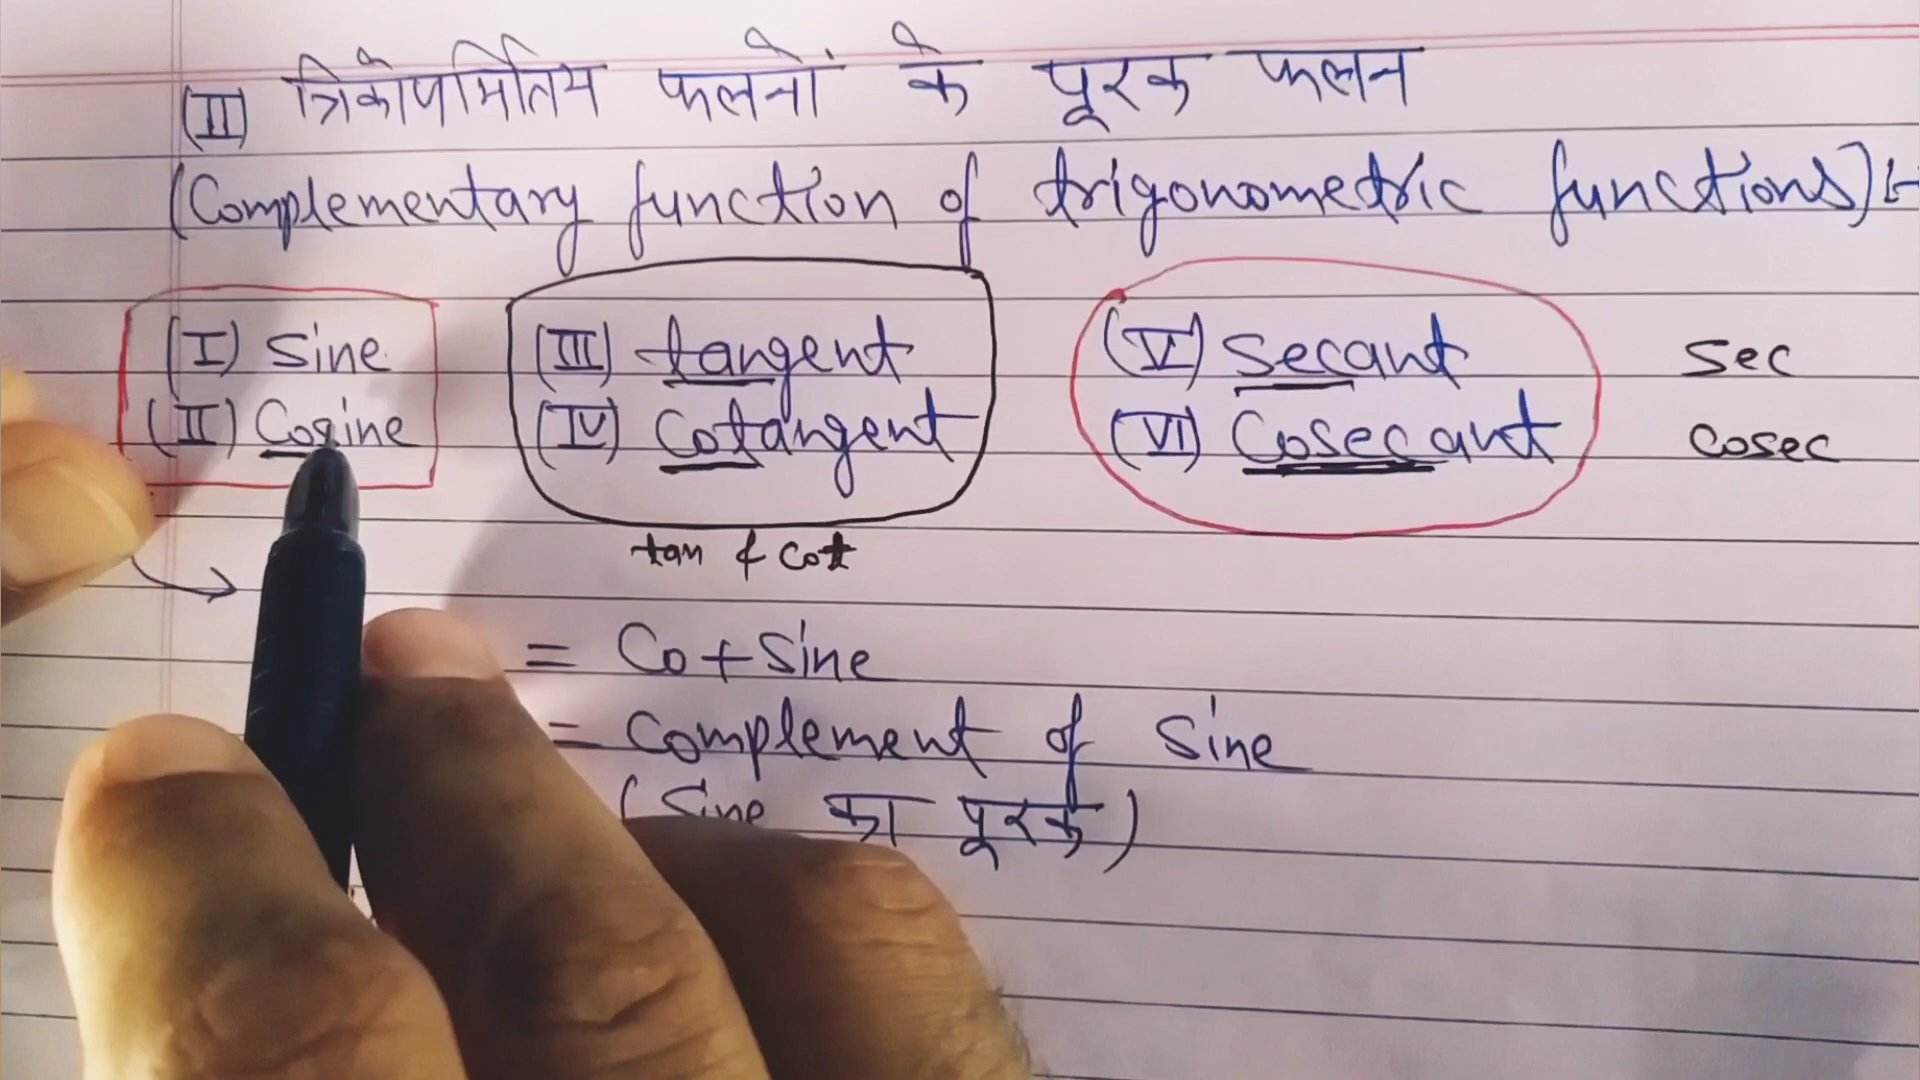 (II) त्रिकोणमितिय फलनों के पूरक फलन
(Complementary function of trigonometric functions):-
(I) Sine (III) tangent (V) Secant Sec
(II) Cosine (IV) Cotangent (VI) Cosecant Cosec
tan & Cot
= Co+Sine
= Complement of Sine
(Sine का पूरक)